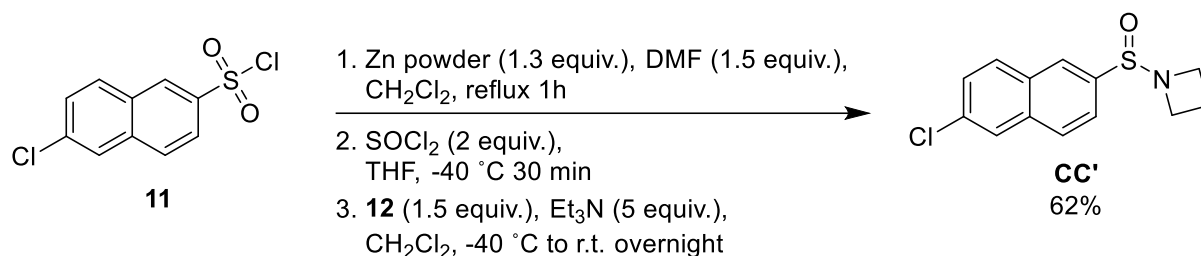 O
O
S
Cl
Cl
11
1. Zn powder (1.3 equiv.), DMF (1.5 equiv.),
CH2Cl2, reflux 1h
2. SOCl2 (2 equiv.),
THF, -40 ˚C 30 min
3. 12 (1.5 equiv.), Et3N (5 equiv.),
CH2Cl2, -40 ˚C to r.t. overnight
O
S
N
Cl
CC'
62%